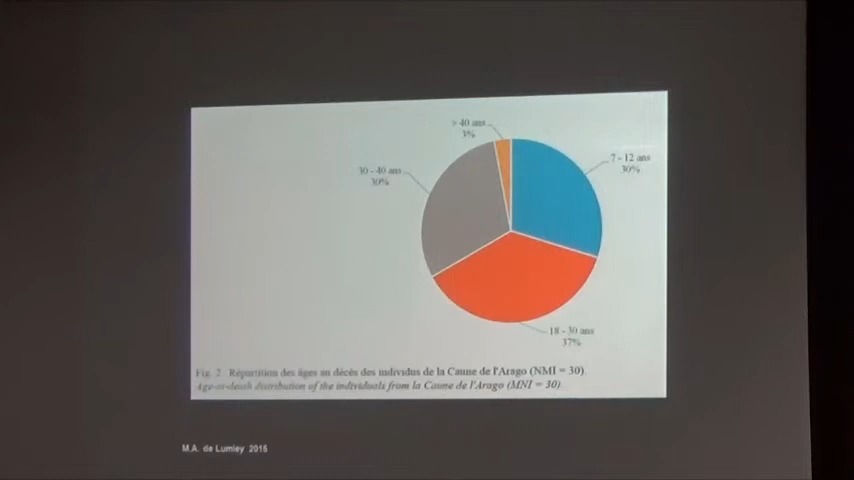 > 40 ans
3%
7 - 12 ans
30%
30 - 40 ans
30%
18 - 30 ans
37%
Fig. 2 Répartition des âges au décès des individus de la Caune de l'Arago (NMI = 30).
Age-at-death distribution of the individuals from la Caune de l'Arago (MNI = 30).
M.A. de Lumley 2015